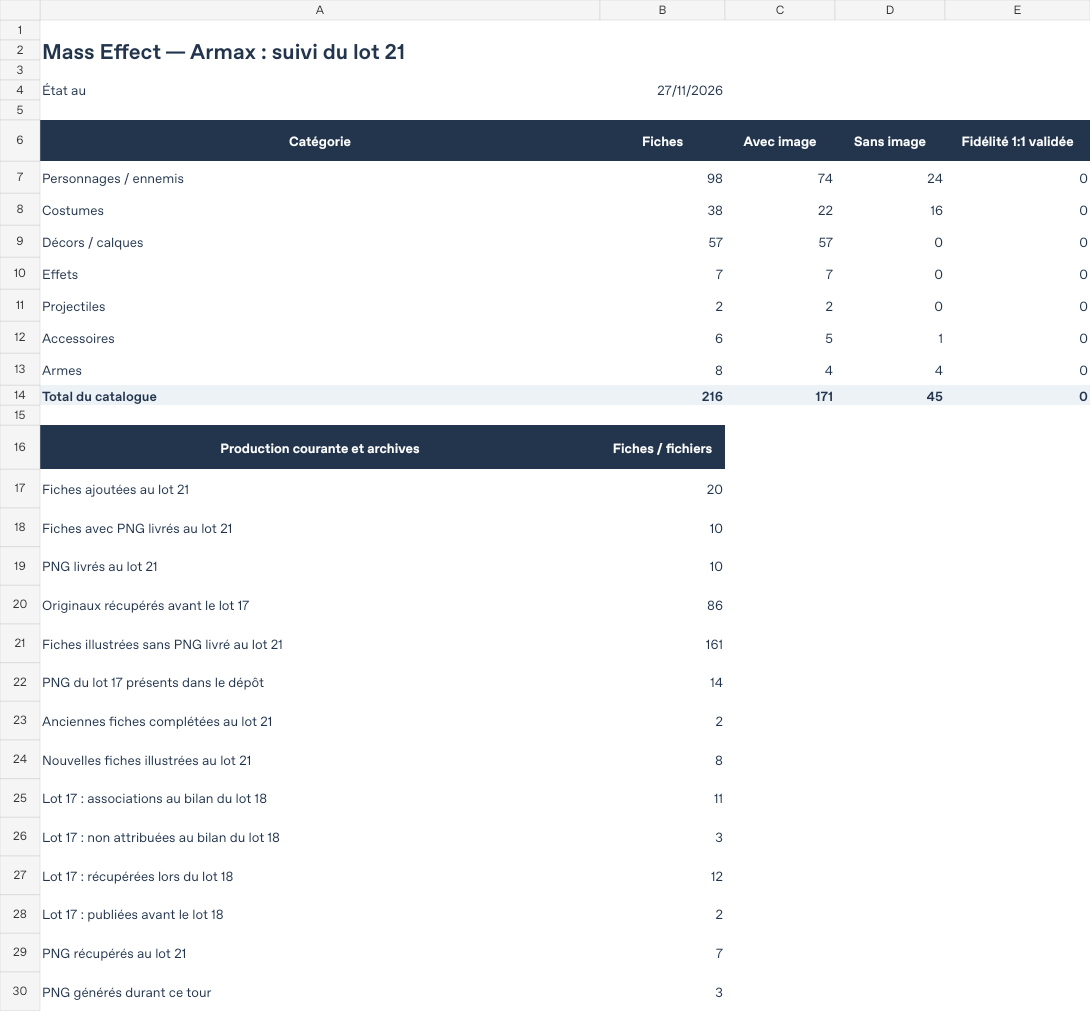 A B C D E
1
2 Mass Effect — Armax : suivi du lot 21
3
4 État au 27/11/2026
5
6 Catégorie Fiches Avec image Sans image Fidélité 1:1 validée
7 Personnages / ennemis 98 74 24 0
8 Costumes 38 22 16 0
9 Décors / calques 57 57 0 0
10 Effets 7 7 0 0
11 Projectiles 2 2 0 0
12 Accessoires 6 5 1 0
13 Armes 8 4 4 0
14 Total du catalogue 216 171 45 0
15
16 Production courante et archives Fiches / fichiers
17 Fiches ajoutées au lot 21 20
18 Fiches avec PNG livrés au lot 21 10
19 PNG livrés au lot 21 10
20 Originaux récupérés avant le lot 17 86
21 Fiches illustrées sans PNG livré au lot 21 161
22 PNG du lot 17 présents dans le dépôt 14
23 Anciennes fiches complétées au lot 21 2
24 Nouvelles fiches illustrées au lot 21 8
25 Lot 17 : associations au bilan du lot 18 11
26 Lot 17 : non attribuées au bilan du lot 18 3
27 Lot 17 : récupérées lors du lot 18 12
28 Lot 17 : publiées avant le lot 18 2
29 PNG récupérés au lot 21 7
30 PNG générés durant ce tour 3